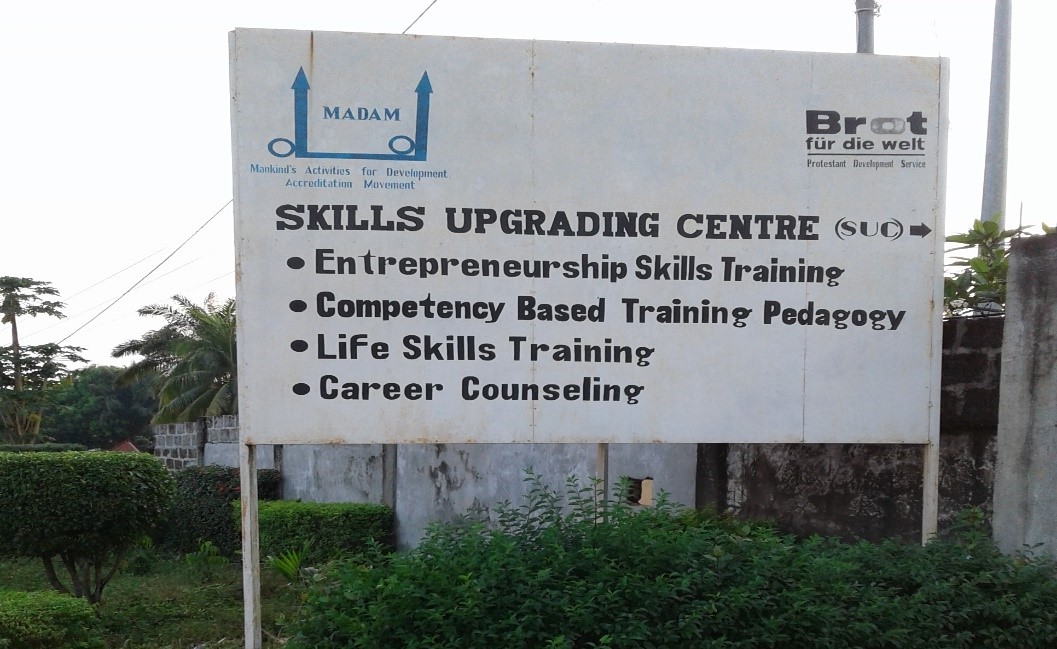 MADAM
Mankind's Activities for Development
Accreditation Movement
Brot
für die welt
Protestant Development Service
SKILLS UPGRADING CENTRE (SUC)
• Entrepreneurship Skills Training
• Competency Based Training Pedagogy
• Life Skills Training
• Career Counseling